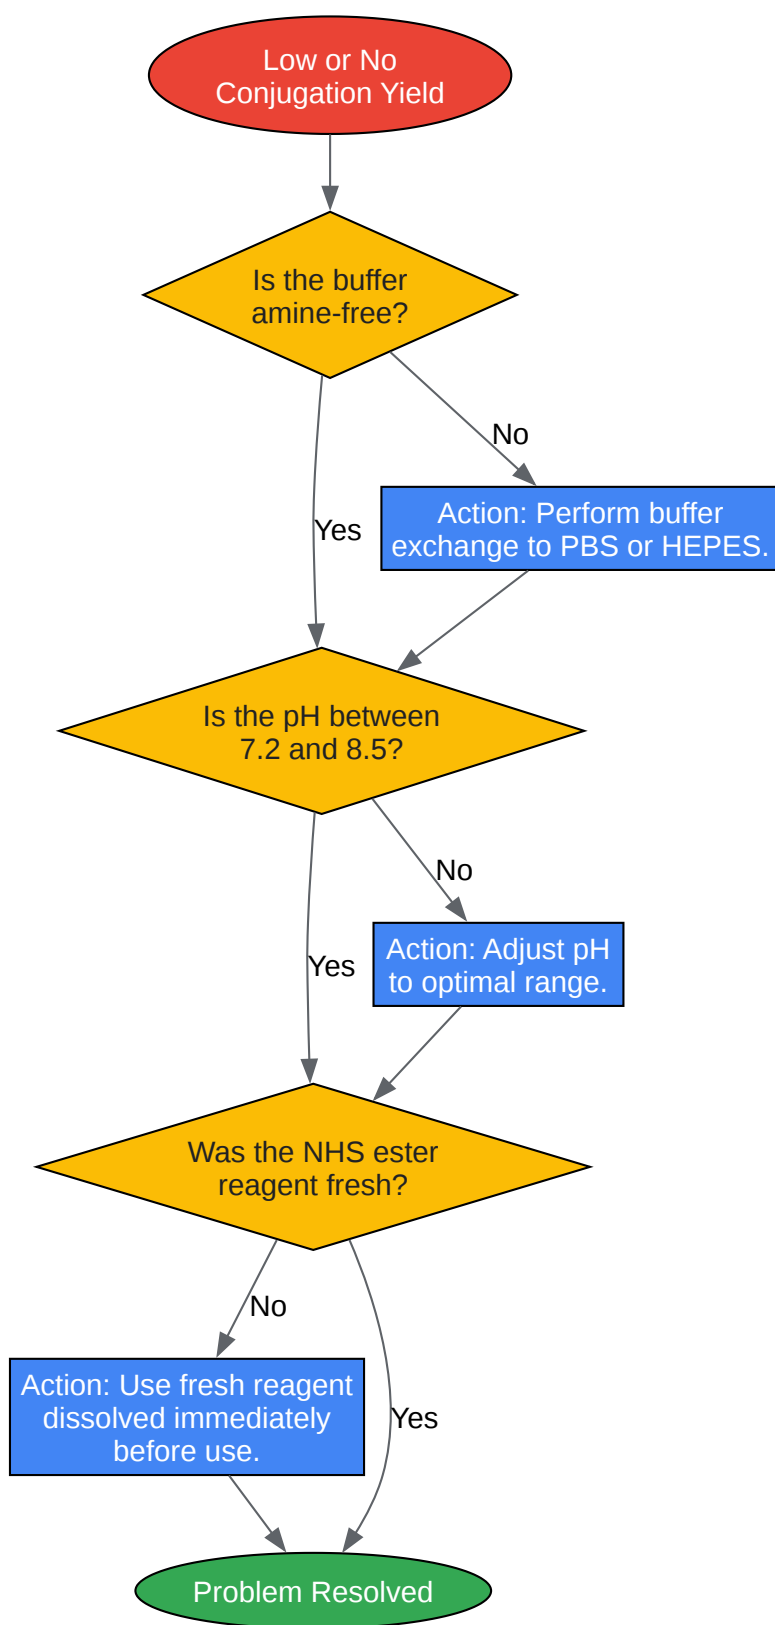 Low or No
Conjugation Yield
Is the buffer
amine-free?
No
Action: Perform buffer
exchange to PBS or HEPES.
Yes
Is the pH between
7.2 and 8.5?
No
Action: Adjust pH
to optimal range.
Yes
Was the NHS ester
reagent fresh?
No
Action: Use fresh reagent
dissolved immediately
before use.
Yes
Problem Resolved